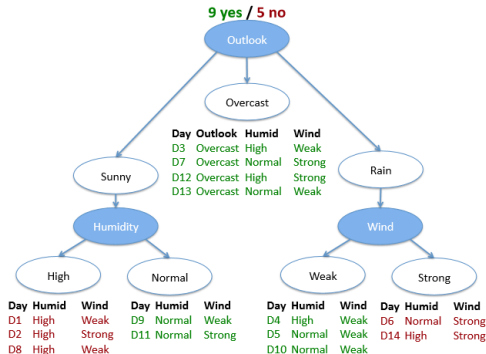 9 yes / 5 no
Outlook
Overcast
Day Outlook Humid Wind
D3 Overcast High Weak
D7 Overcast Normal Strong
D12 Overcast High Strong
D13 Overcast Normal Weak
Sunny
Rain
Humidity
Wind
High
Normal
Weak
Strong
Day Humid Wind
D1 High Weak
D2 High Strong
D8 High Weak
Day Humid Wind
D9 Normal Weak
D11 Normal Strong
Day Humid Wind
D4 High Weak
D5 Normal Weak
D10 Normal Weak
Day Humid Wind
D6 Normal Strong
D14 High Strong